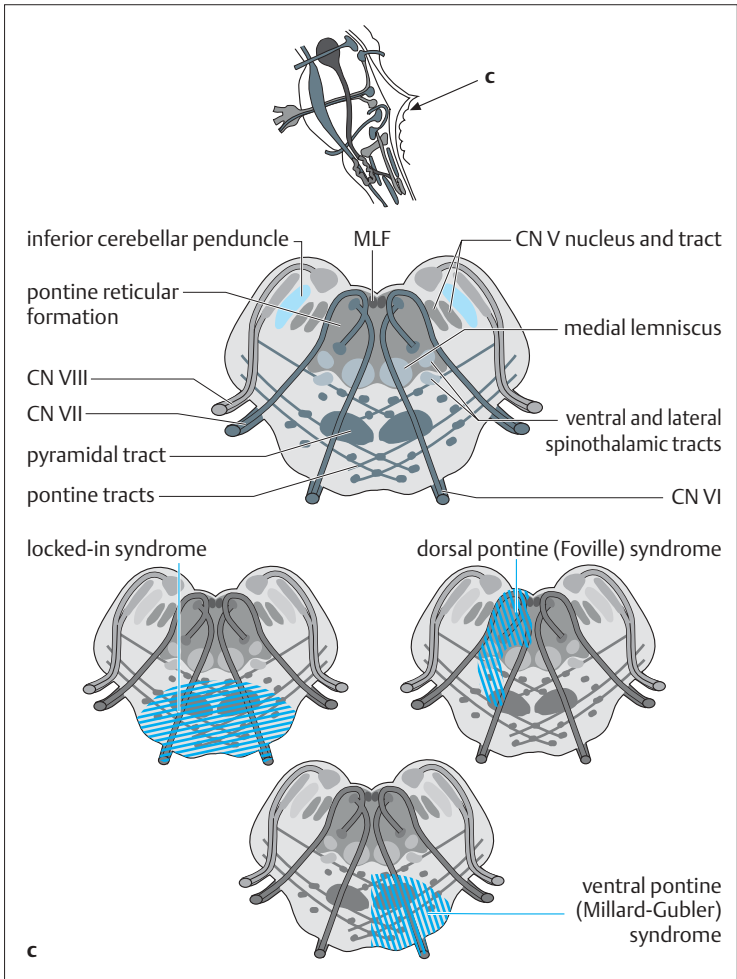 c
inferior cerebellar penduncle
MLF
CN V nucleus and tract
pontine reticular
formation
medial lemniscus
CN VIII
CN VII
ventral and lateral
spinothalamic tracts
pyramidal tract
pontine tracts
CN VI
locked-in syndrome
dorsal pontine (Foville) syndrome
ventral pontine
(Millard-Gubler)
syndrome
c